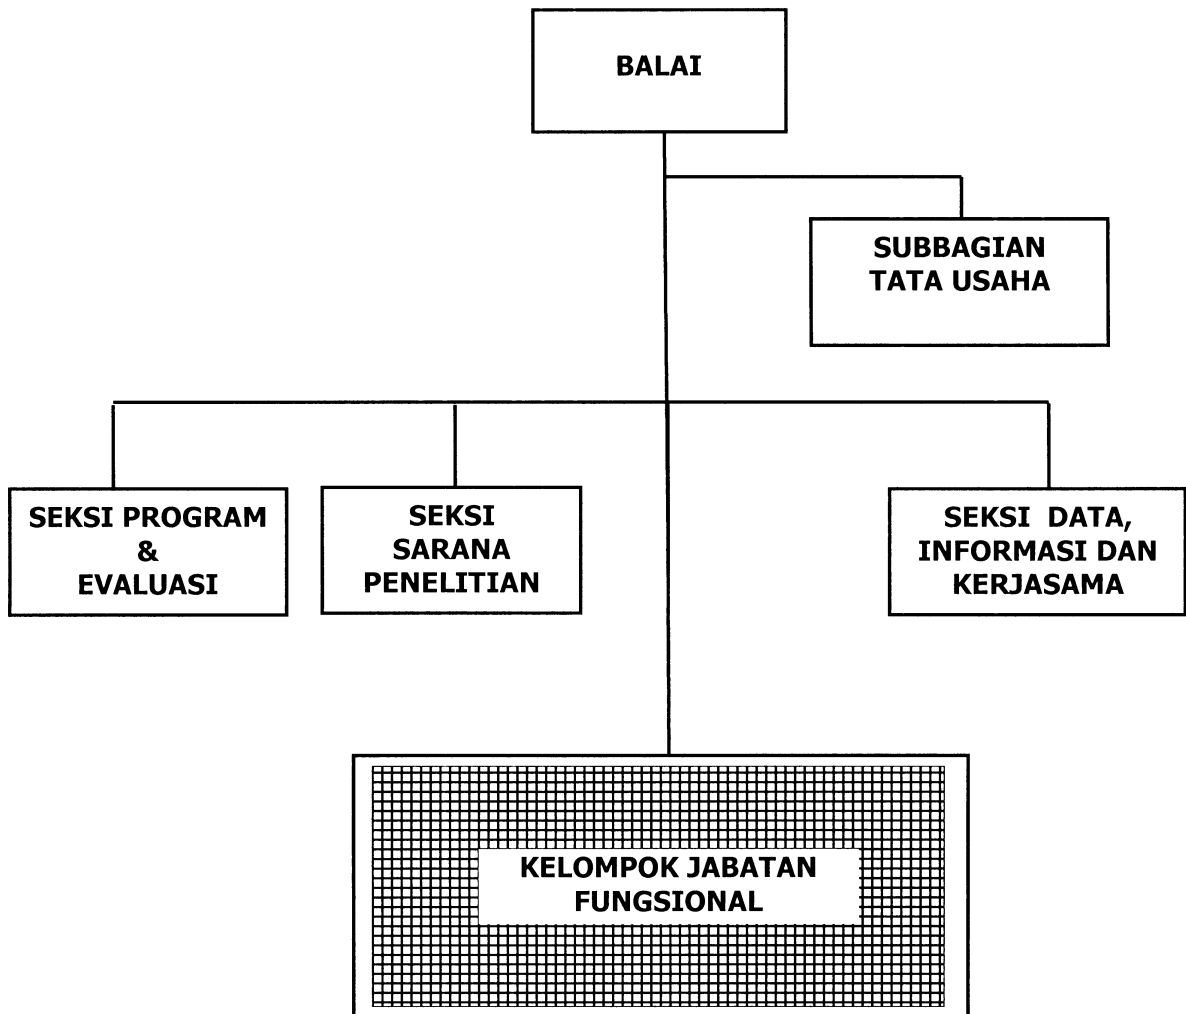 BALAI
SUBBAGIAN
TATA USAHA
SEKSI PROGRAM
&
EVALUASI
SEKSI
SARANA
PENELITIAN
SEKSI DATA,
INFORMASI DAN
KERJASAMA
KELOMPOK JABATAN
FUNGSIONAL